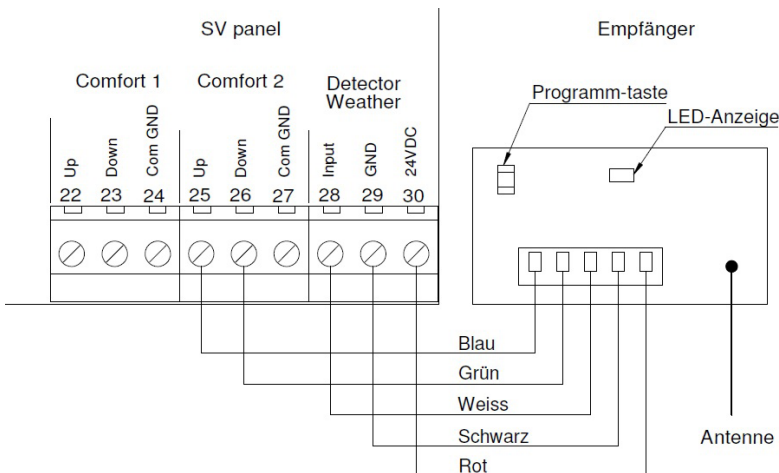 SV panel
Empfänger
Comfort 1
Comfort 2
Detector
Weather
Programm-taste
LED-Anzeige
Up
Down
Com GND
Up
Down
Com GND
Input
GND
24VDC
22 23 24 25 26 27 28 29 30
Blau
Grün
Weiss
Schwarz
Rot
Antenne